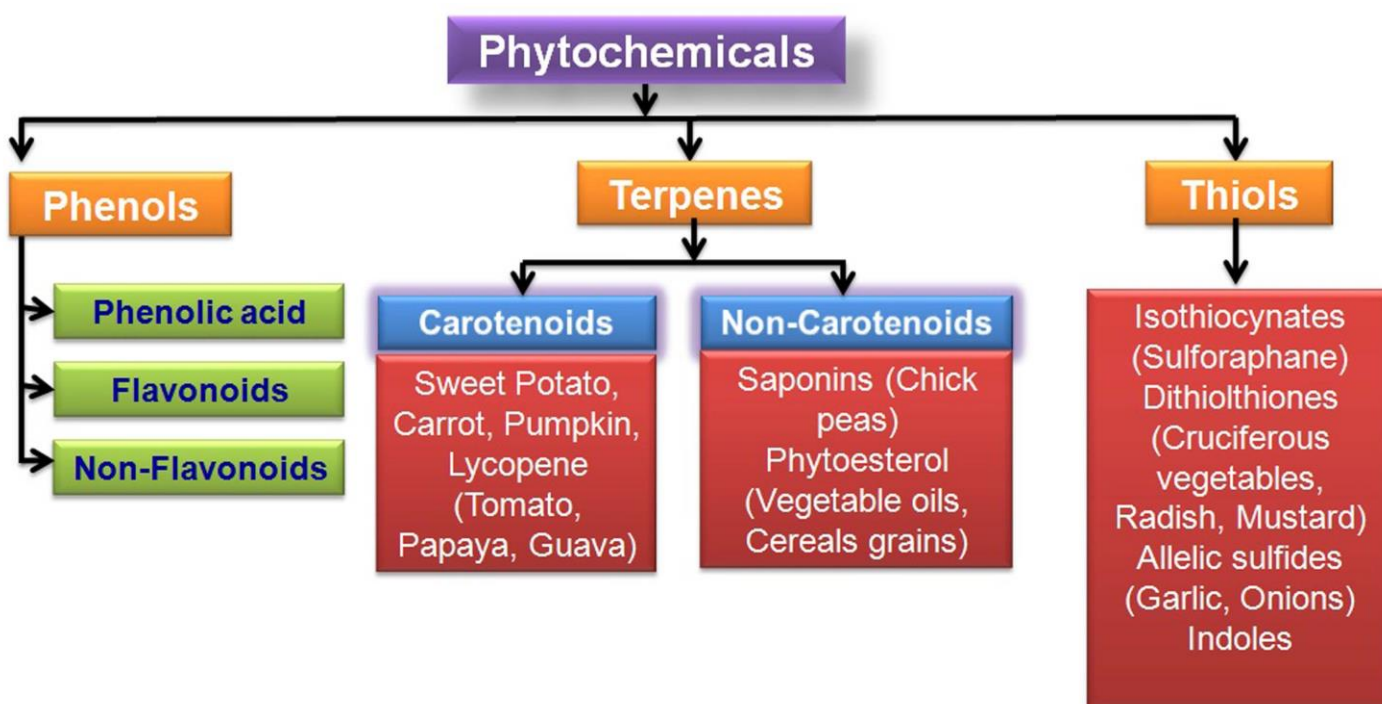 Phytochemicals
Phenols
Terpenes
Thiols
Phenolic acid
Flavonoids
Non-Flavonoids
Carotenoids
Sweet Potato,
Carrot, Pumpkin,
Lycopene
(Tomato,
Papaya, Guava)
Non-Carotenoids
Saponins (Chick
peas)
Phytoesterol
(Vegetable oils,
Cereals grains)
Isothiocynates
(Sulforaphane)
Dithiolthiones
(Cruciferous
vegetables,
Radish, Mustard)
Allelic sulfides
(Garlic, Onions)
Indoles